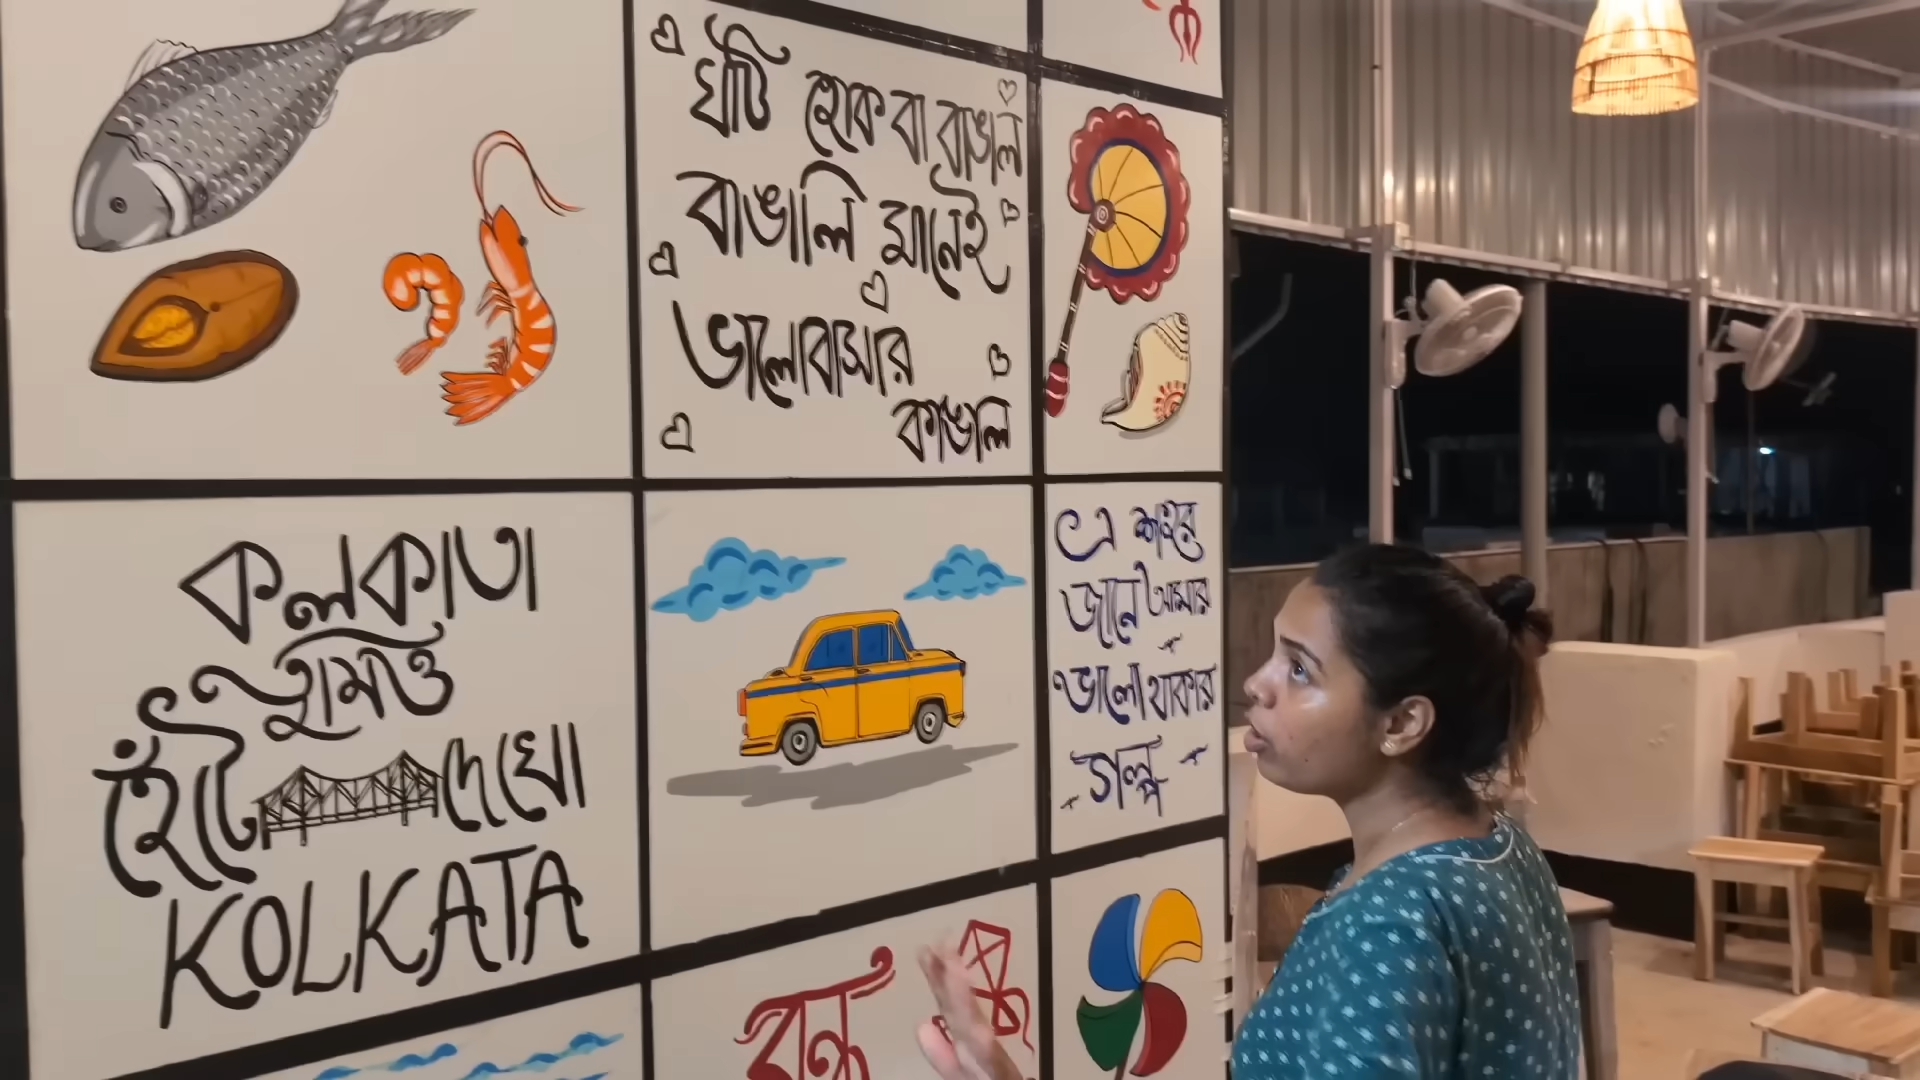 ঘটি হোক বা বাঙাল
বাঙালি মানেই
ভালোবাসার
কাঙাল
কলকাতা
তুমিও
হেঁটে দেখো
KOLKATA
এ শহর
জানে আমার
ভালো থাকার
গল্প